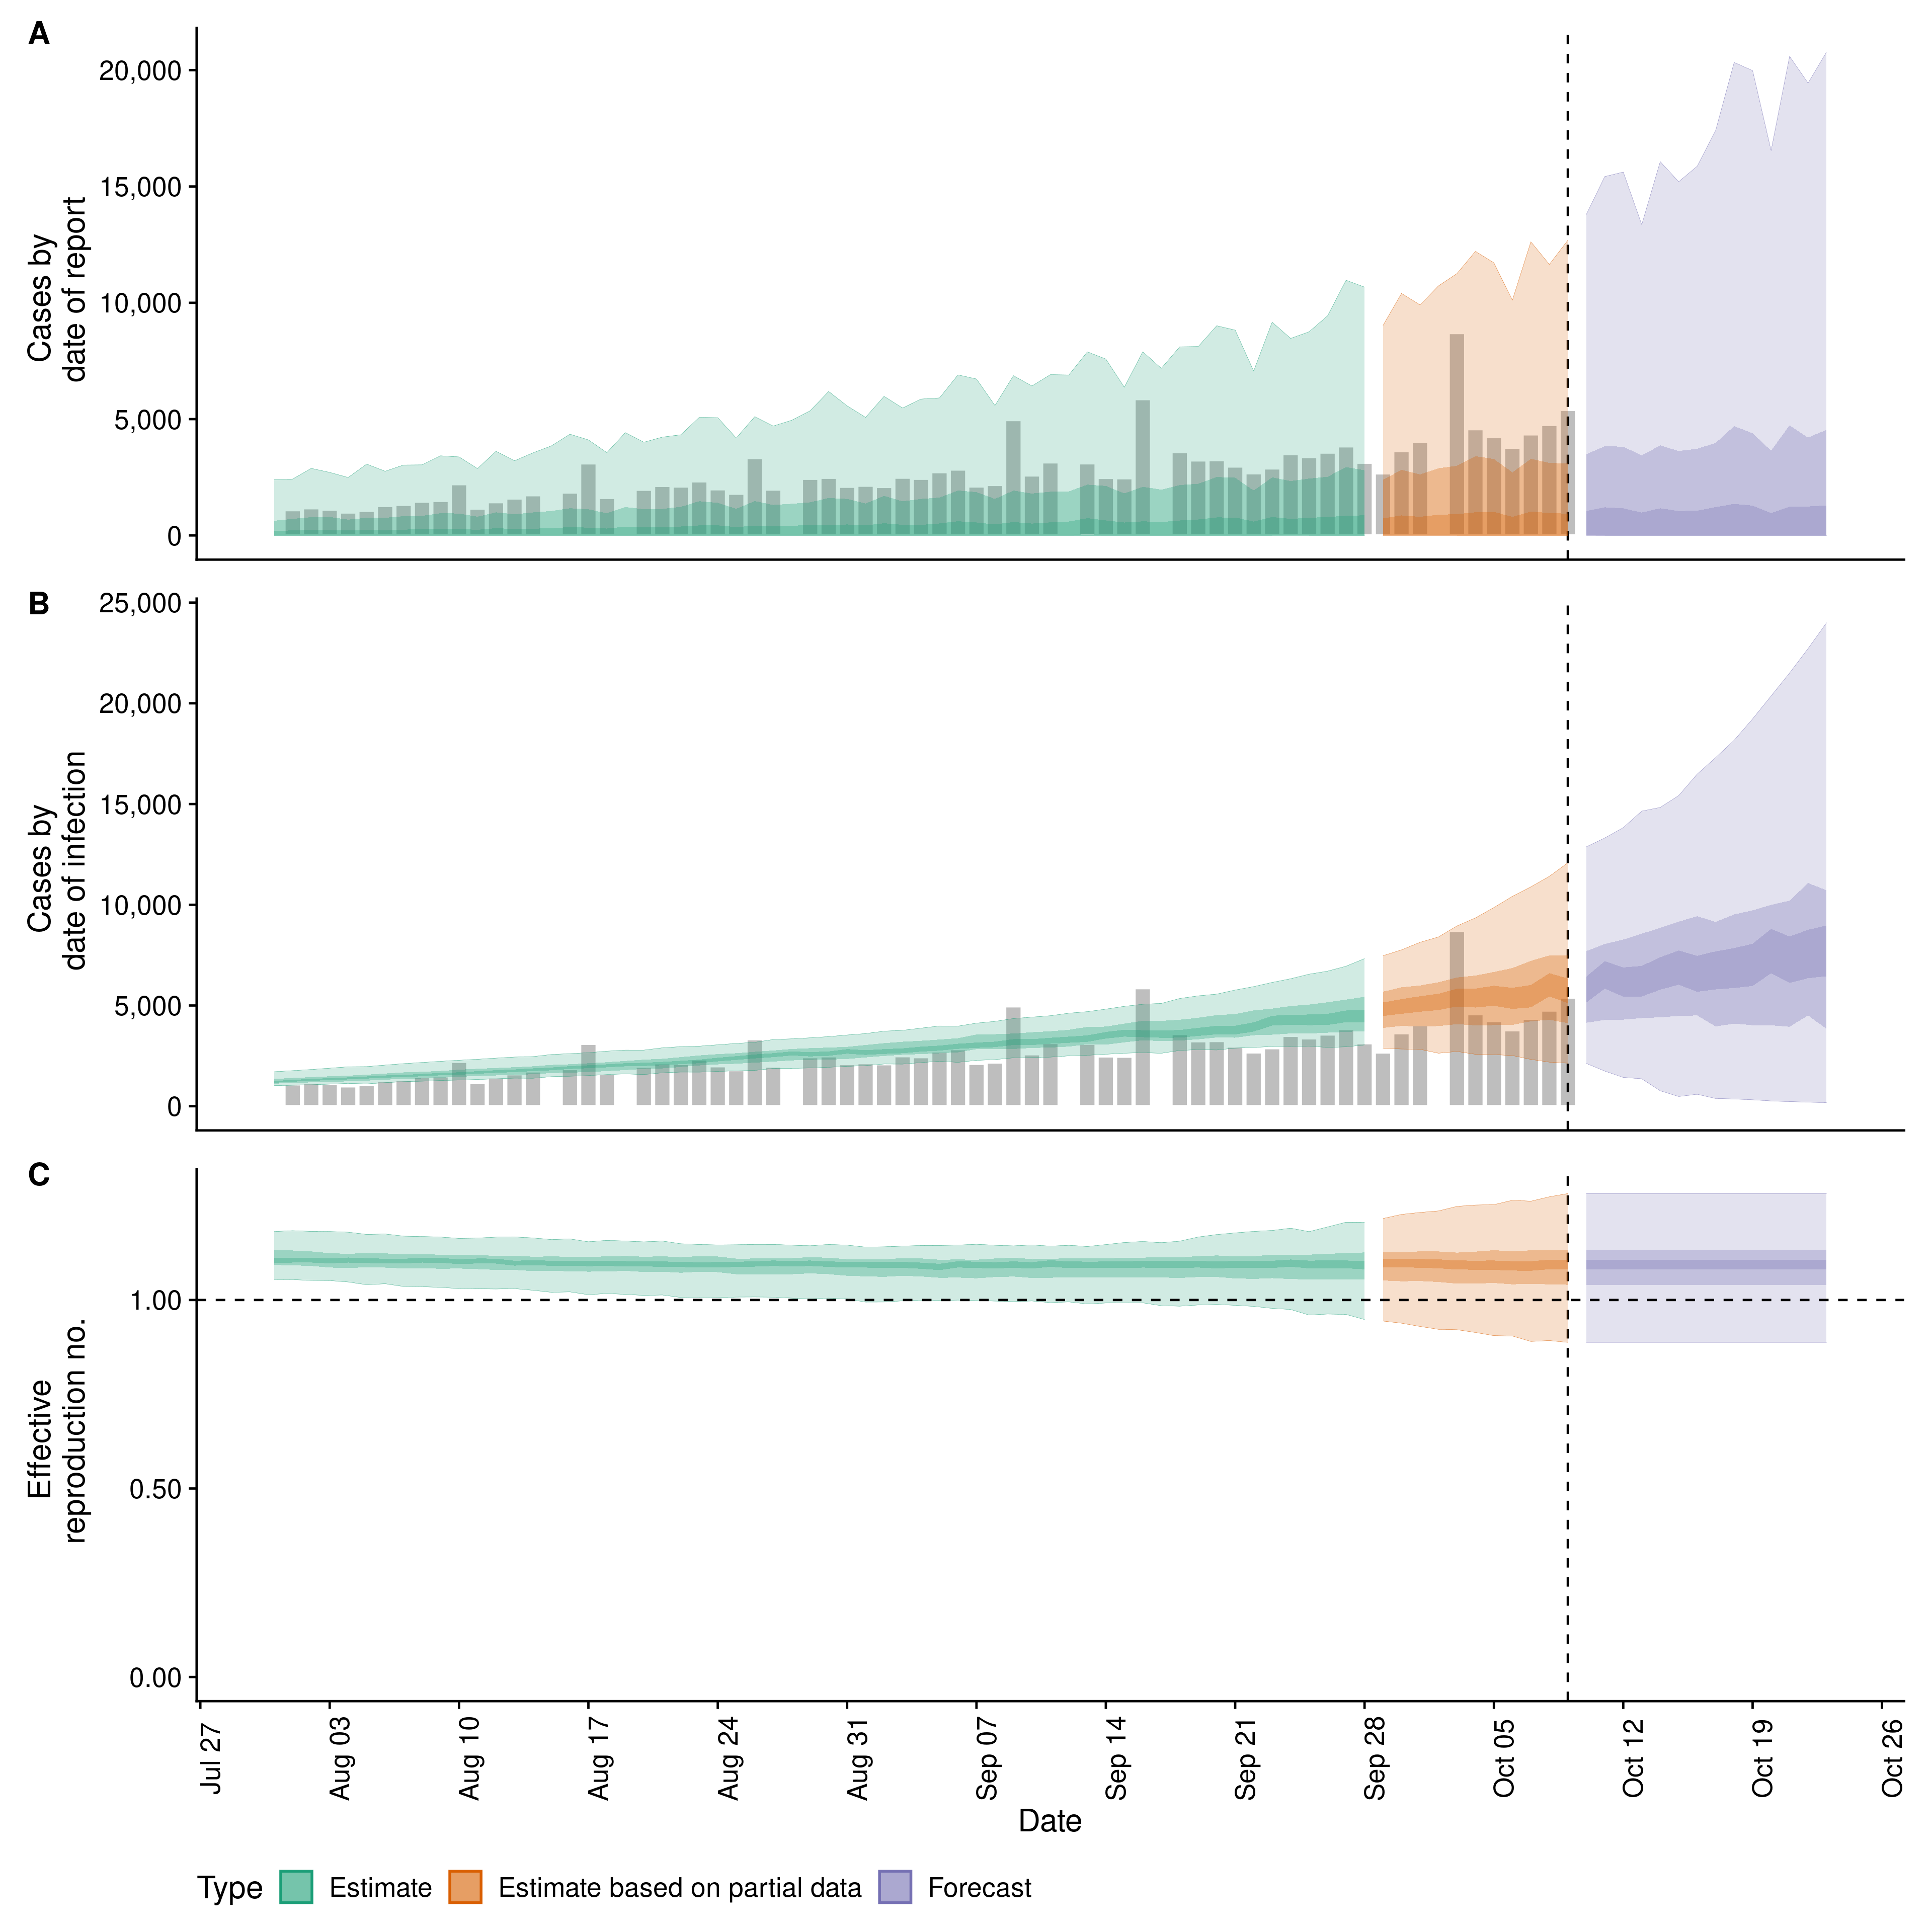 A
20,000
15,000
10,000
5,000
0
Cases by
date of report
B
25,000
20,000
15,000
10,000
5,000
0
Cases by
date of infection
C
1.00
0.50
0.00
Effective
reproduction no.
Jul 27
Aug 03
Aug 10
Aug 17
Aug 24
Aug 31
Sep 07
Sep 14
Sep 21
Sep 28
Oct 05
Oct 12
Oct 19
Oct 26
Date
Type Estimate Estimate based on partial data Forecast